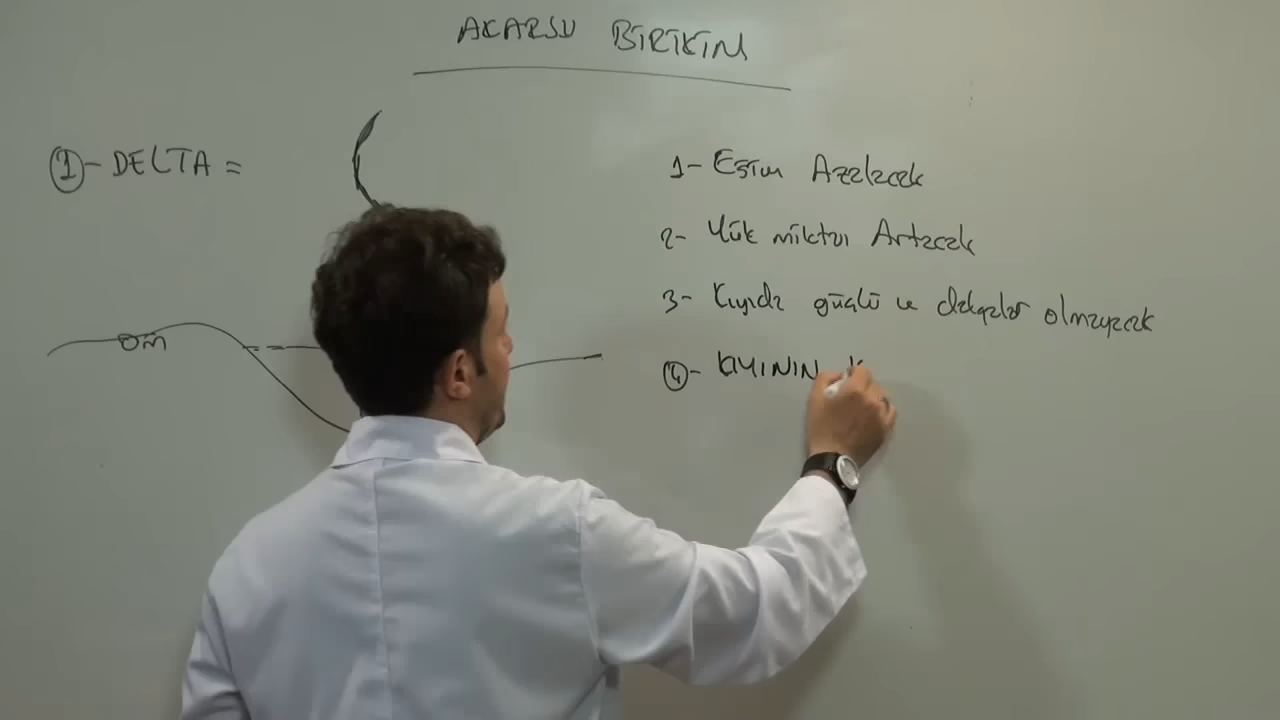 AKARSU BİRİKİM
①- DELTA =
1- Eğim Azalacak
2- Yük miktarı Artacak
3- Kıyıda güçlü ve dalgalar olmayacak
0m
④- KIYININ K